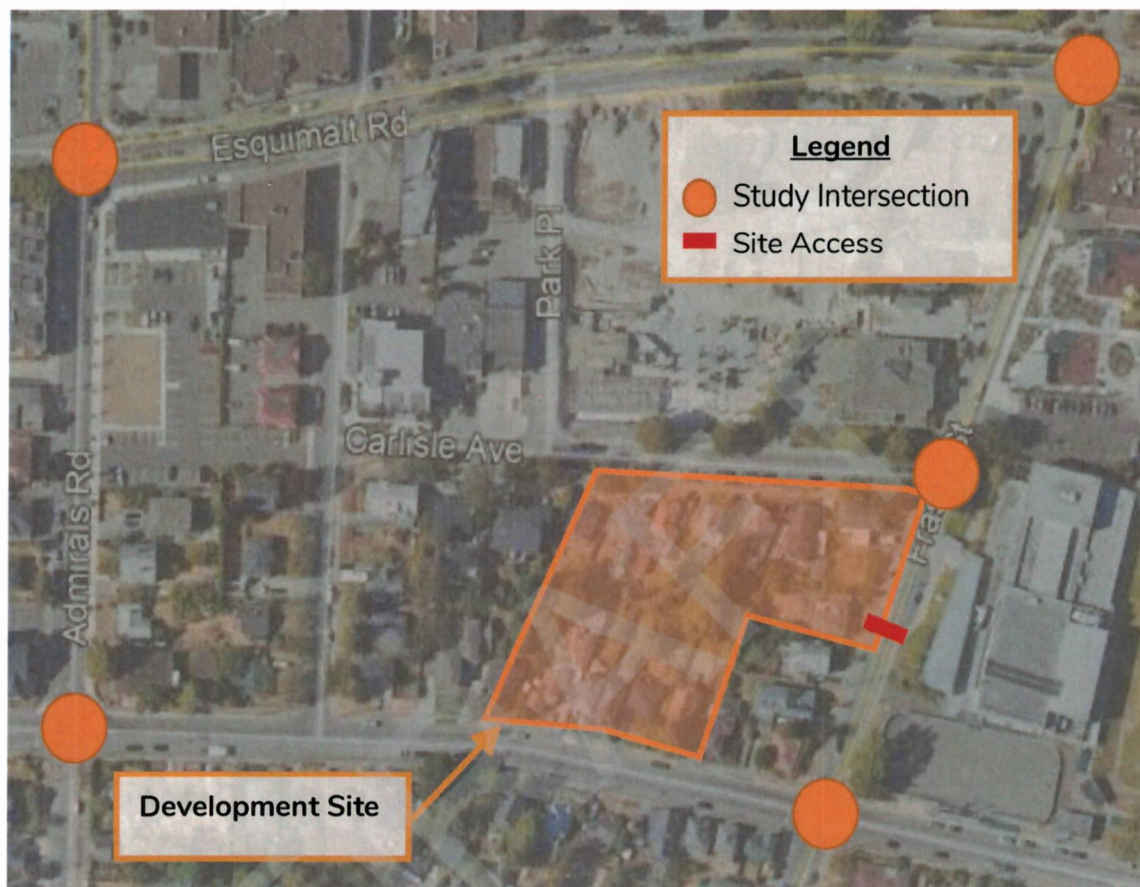 Esquimalt Rd
Legend
Study Intersection
Site Access
Park Pl
Carlisle Ave
Admirals Rd
Development Site